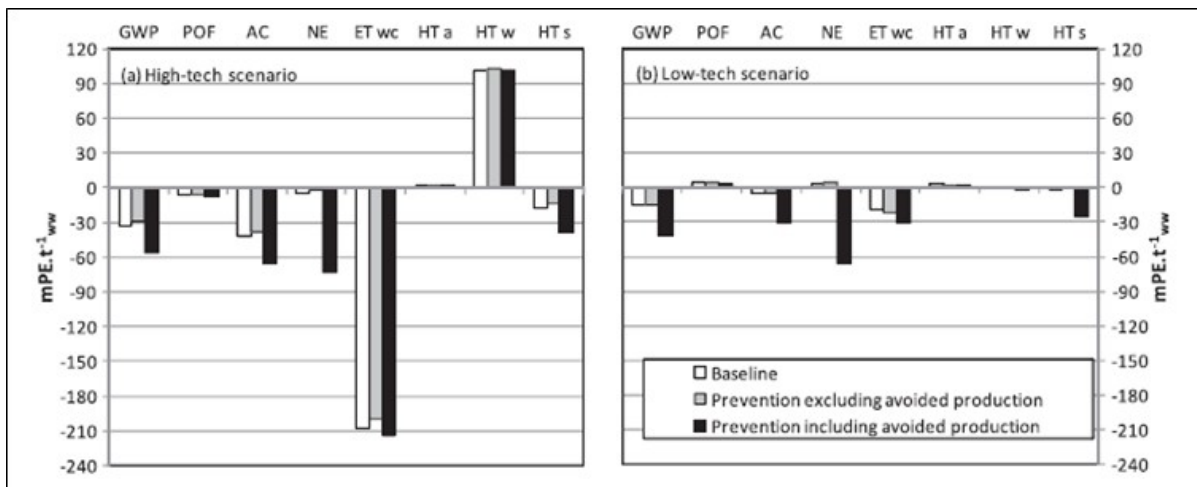 GWP POF AC NE ET wc HT a HT w HT s
(a) High-tech scenario
120
90
60
30
0
-30
-60
-90
-120
-150
-180
-210
-240
mPE.t⁻¹ww
GWP POF AC NE ET wc HT a HT w HT s
(b) Low-tech scenario
Baseline
Prevention excluding avoided production
Prevention including avoided production
120
90
60
30
0
-30
-60
-90
-120
-150
-180
-210
-240
mPE.t⁻¹ww